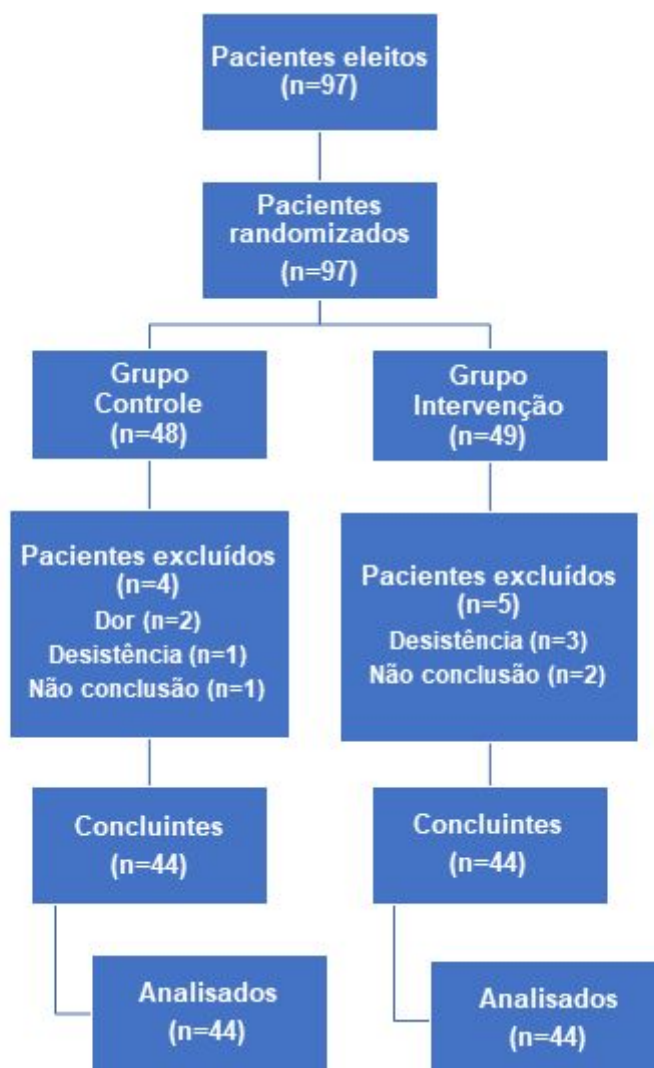 Pacientes eleitos
(n=97)
Pacientes
randomizados
(n=97)
Grupo
Controle
(n=48)
Grupo
Intervenção
(n=49)
Pacientes excluídos
(n=4)
Dor (n=2)
Desistência (n=1)
Não conclusão (n=1)
Pacientes excluídos
(n=5)
Desistência (n=3)
Não conclusão (n=2)
Concluintes
(n=44)
Concluintes
(n=44)
Analisados
(n=44)
Analisados
(n=44)